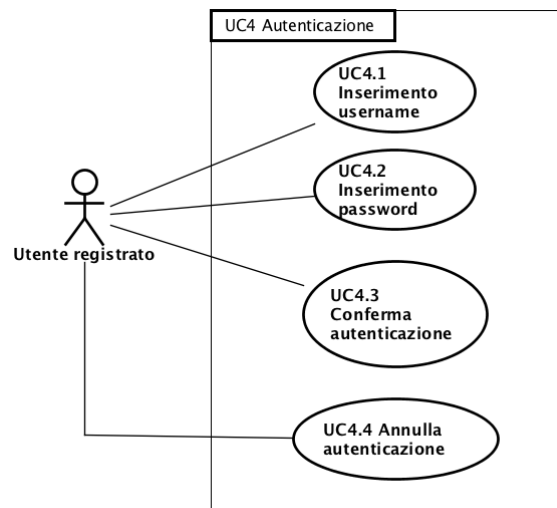 UC4 Autenticazione
UC4.1
Inserimento
username
UC4.2
Inserimento
password
Utente registrato
UC4.3
Conferma
autenticazione
UC4.4 Annulla
autenticazione